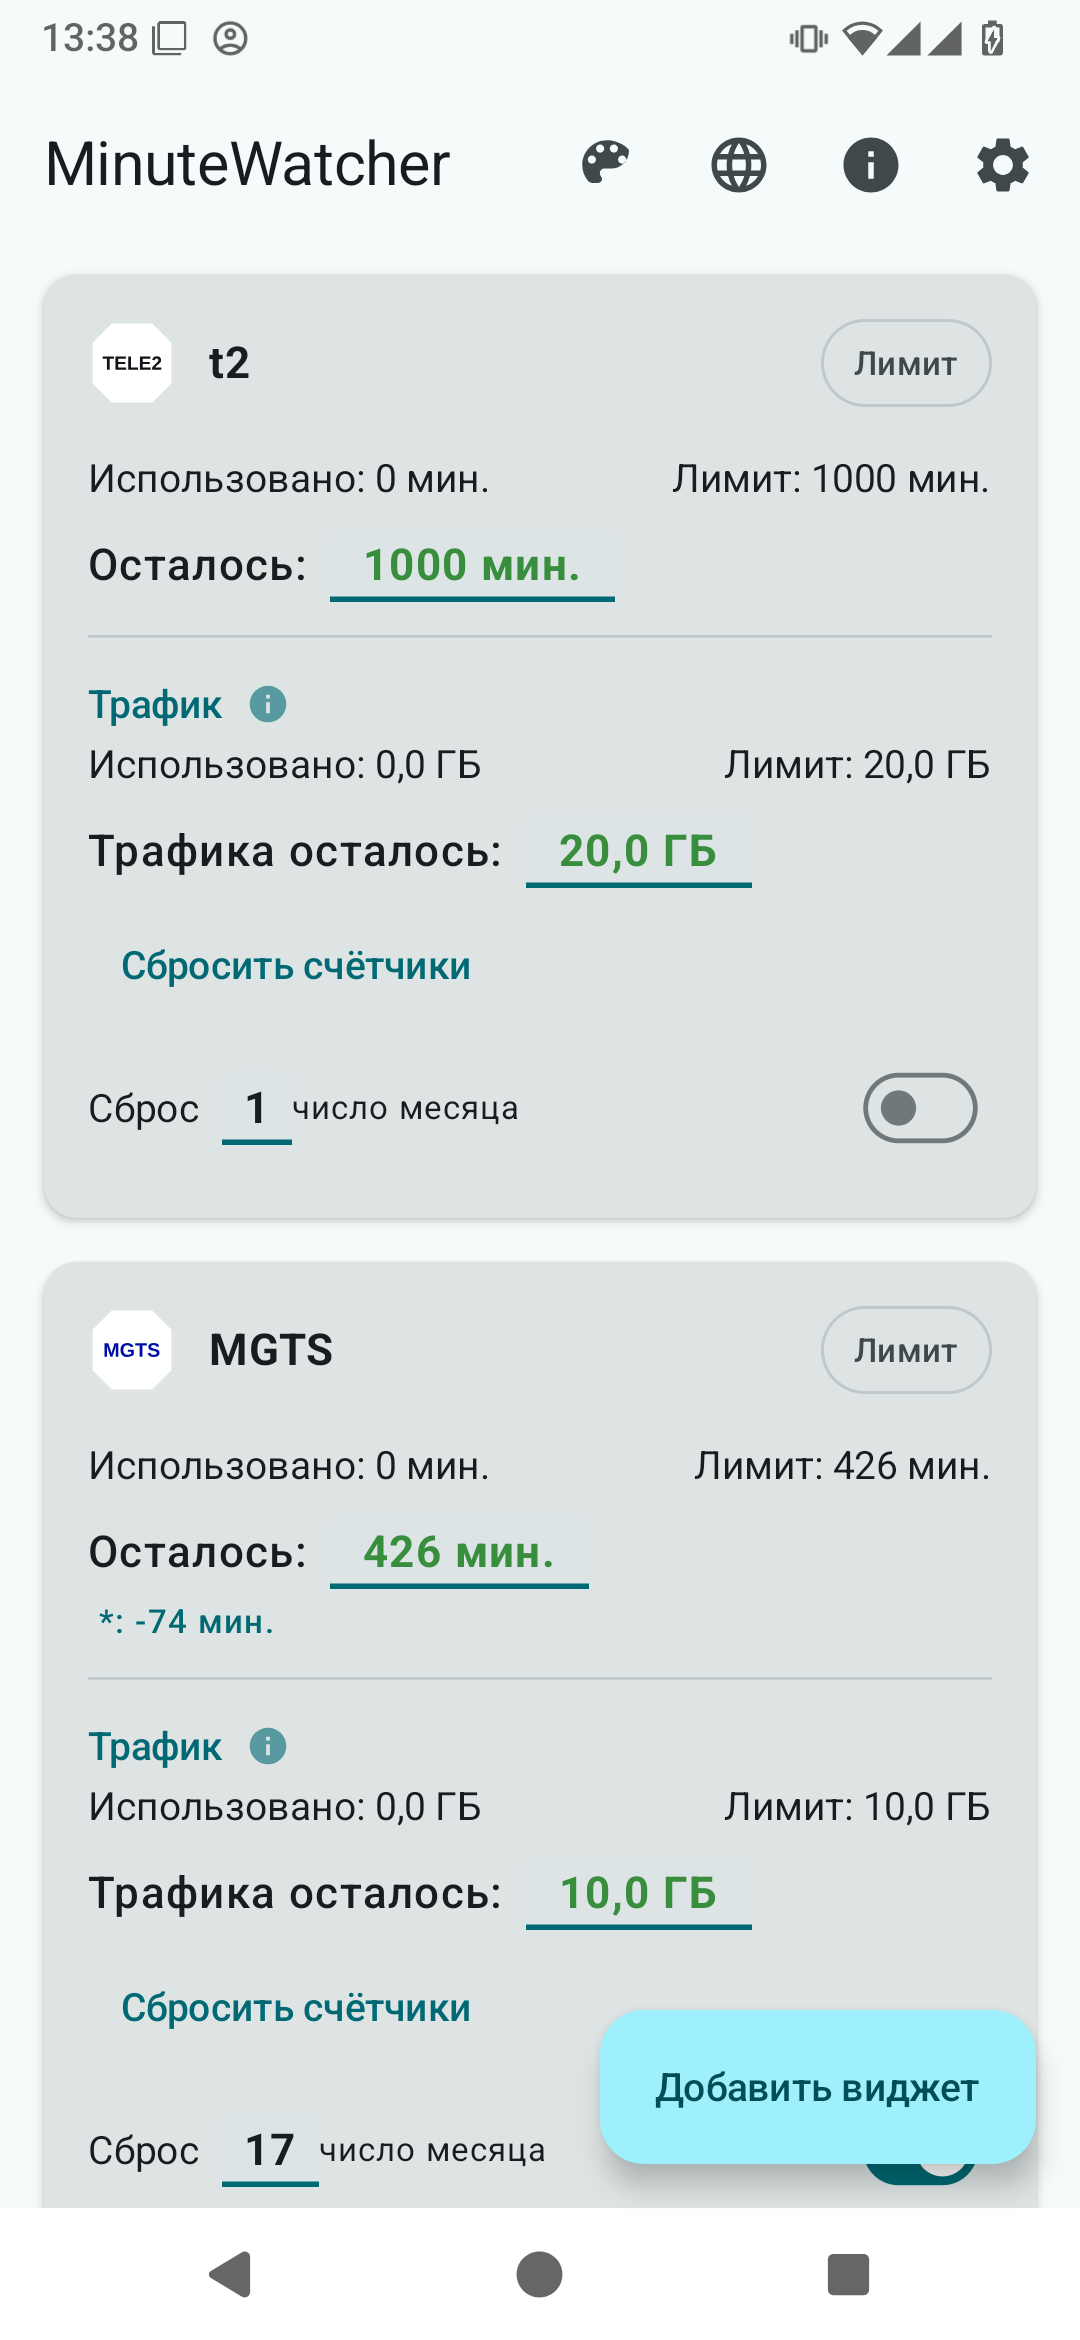 13:38
MinuteWatcher
TELE2 t2 Лимит
Использовано: 0 мин. Лимит: 1000 мин.
Осталось: 1000 мин.
Трафик
Использовано: 0,0 ГБ Лимит: 20,0 ГБ
Трафика осталось: 20,0 ГБ
Сбросить счётчики
Сброс 1 число месяца
MGTS MGTS Лимит
Использовано: 0 мин. Лимит: 426 мин.
Осталось: 426 мин.
*: -74 мин.
Трафик
Использовано: 0,0 ГБ Лимит: 10,0 ГБ
Трафика осталось: 10,0 ГБ
Сбросить счётчики
Добавить виджет
Сброс 17 число месяца